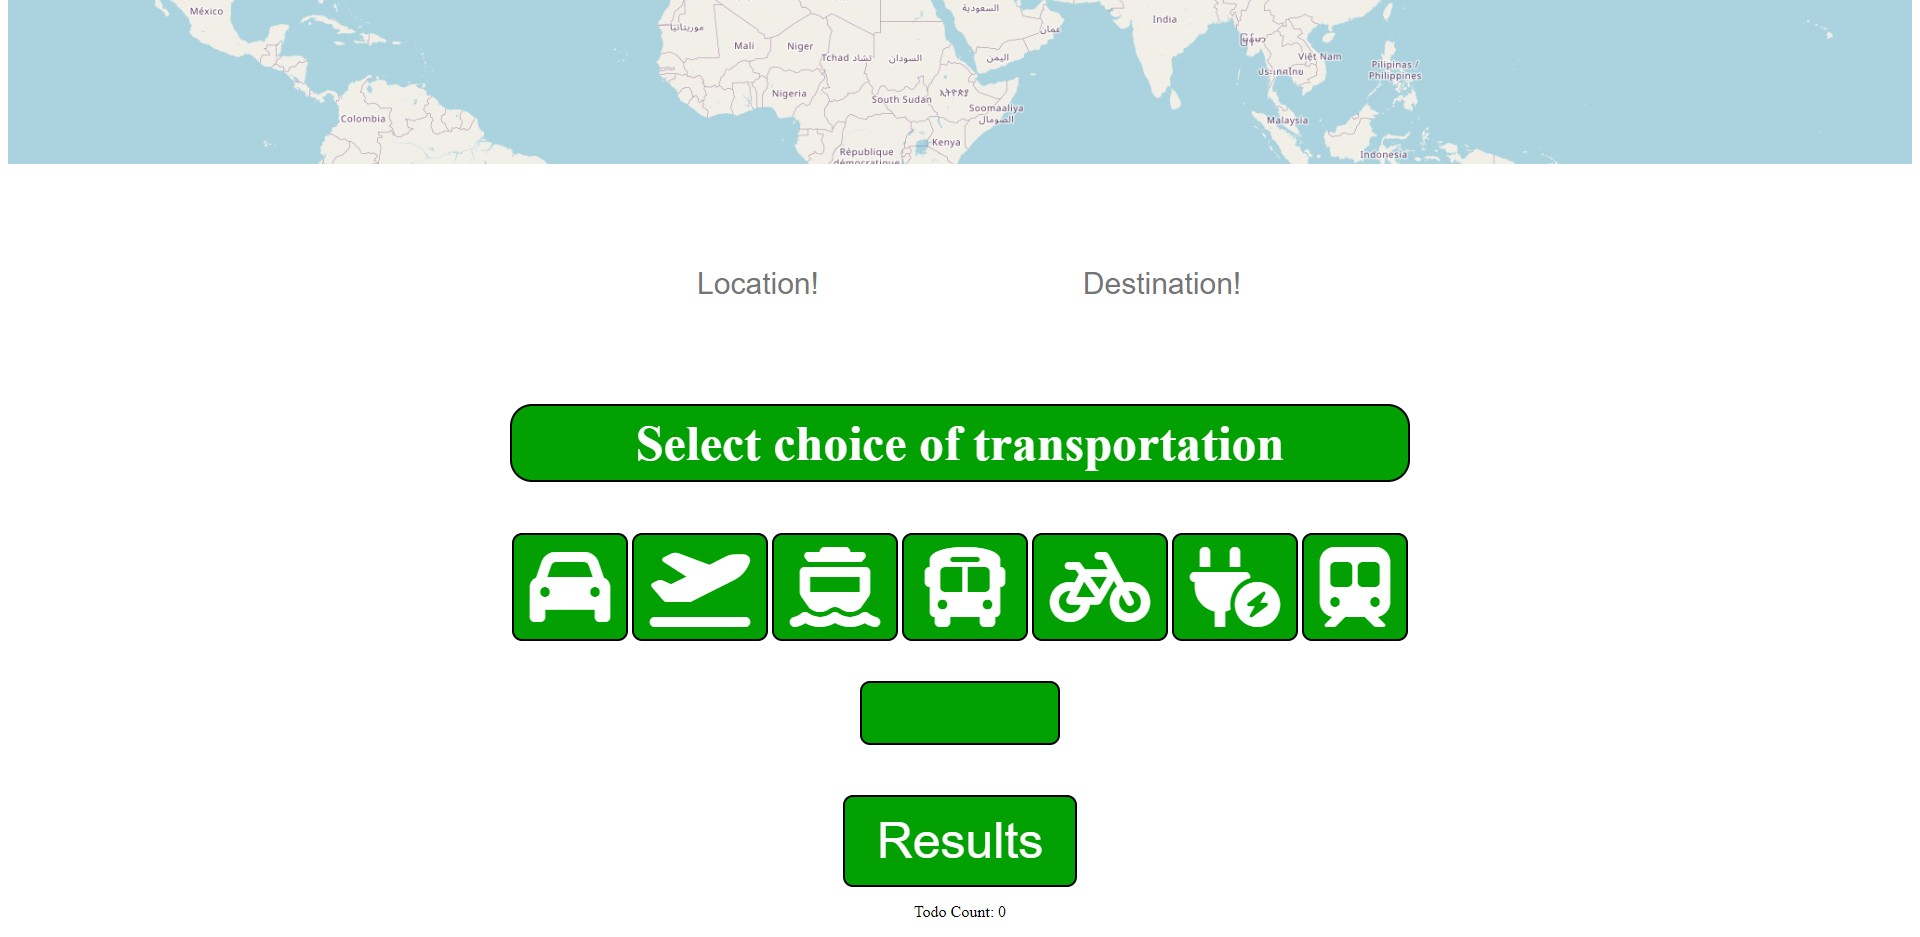 México
السعودية
India
موريتانيا
عمان
မြန်မာ
Mali
Niger
Tchad تشاد
السودان
اليمن
Việt Nam
ประเทศไทย
Pilipinas /
Philippines
Nigeria
South Sudan
ኢትዮጵያ
Soomaaliya
الصومال
Colombia
Malaysia
Kenya
République
démocratique
Indonesia
Location!
Destination!
Select choice of transportation
Results
Todo Count: 0